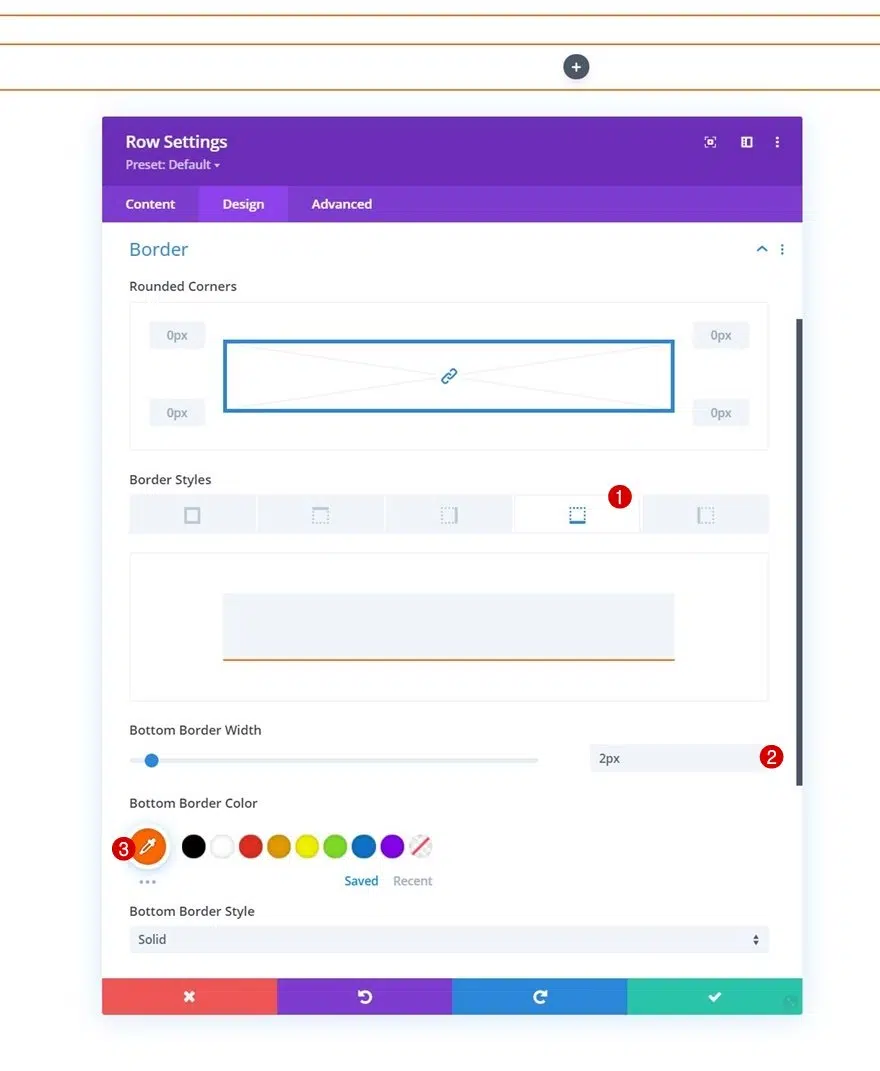 Row Settings
Preset: Default
Content Design Advanced
Border
Rounded Corners
0px 0px
0px 0px
Border Styles
1
Bottom Border Width
2px 2
Bottom Border Color
3
Saved Recent
Bottom Border Style
Solid